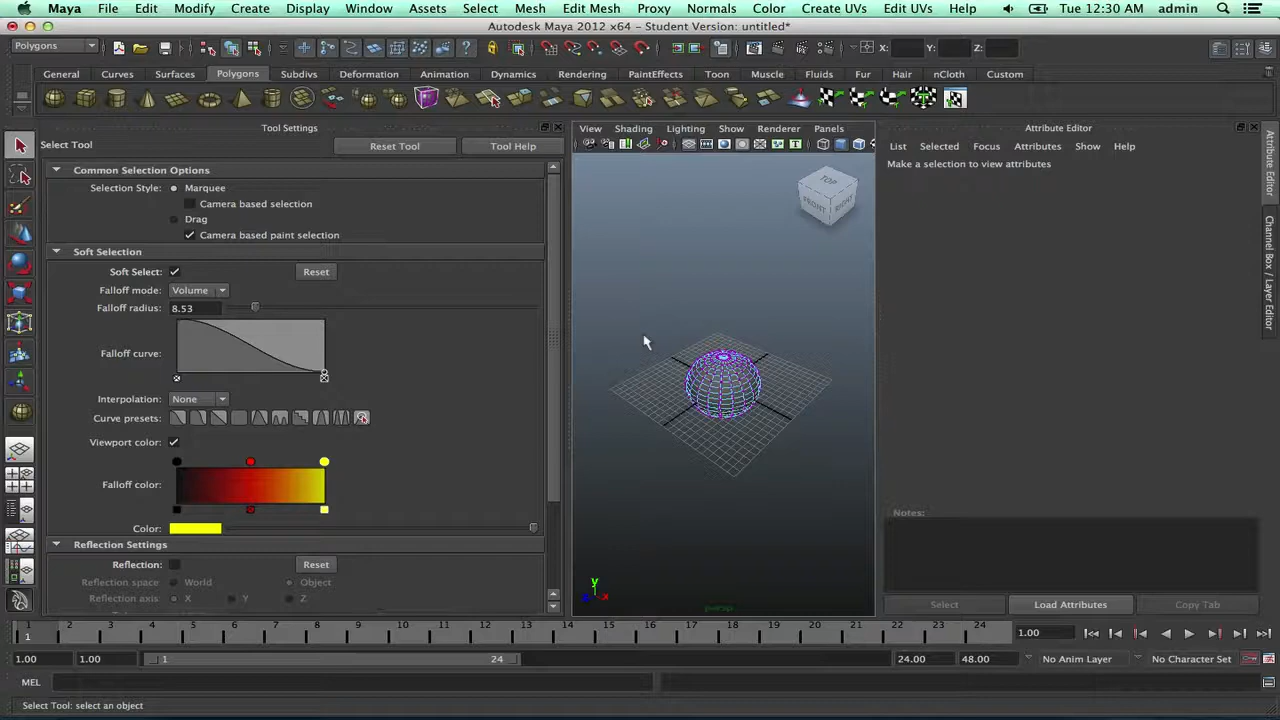 Maya File Edit Modify Create Display Window Assets Select Mesh Edit Mesh Proxy Normals Color Create UVs Edit UVs Help Tue 12:30 AM admin
Autodesk Maya 2012 x64 - Student Version: untitled*
Polygons X: Y: Z:
General Curves Surfaces Polygons Subdivs Deformation Animation Dynamics Rendering PaintEffects Toon Muscle Fluids Fur Hair nCloth Custom
Tool Settings
Select Tool Reset Tool Tool Help
Common Selection Options
Selection Style: Marquee
Camera based selection
Drag
Camera based paint selection
Soft Selection
Soft Select: Reset
Falloff mode: Volume
Falloff radius: 8.53
Falloff curve:
Interpolation: None
Curve presets:
Viewport color:
Falloff color:
Color:
Reflection Settings
Reflection: Reset
Reflection space: World Object
Reflection axis: X Y Z
View Shading Lighting Show Renderer Panels
TOP
FRONT
RIGHT
y
x
persp
Attribute Editor
List Selected Focus Attributes Show Help
Make a selection to view attributes
Notes:
Select Load Attributes Copy Tab
Attribute Editor
Channel Box / Layer Editor
1 2 3 4 5 6 7 8 9 10 11 12 13 14 15 16 17 18 19 20 21 22 23 24
1 1.00
1.00 1.00 1 24 24.00 48.00 No Anim Layer No Character Set
MEL
Select Tool: select an object